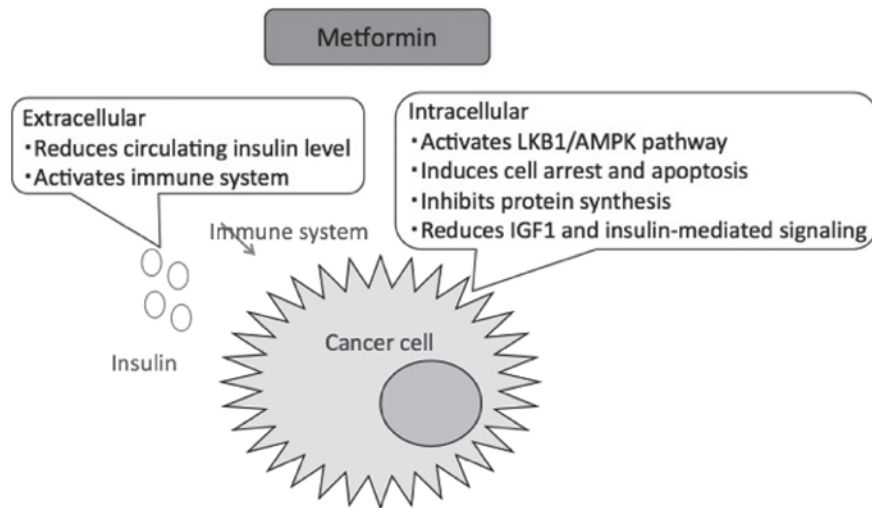 Metformin
Extracellular
・Reduces circulating insulin level
・Activates immune system
Intracellular
・Activates LKB1/AMPK pathway
・Induces cell arrest and apoptosis
・Inhibits protein synthesis
・Reduces IGF1 and insulin-mediated signaling
Immune system
Cancer cell
Insulin